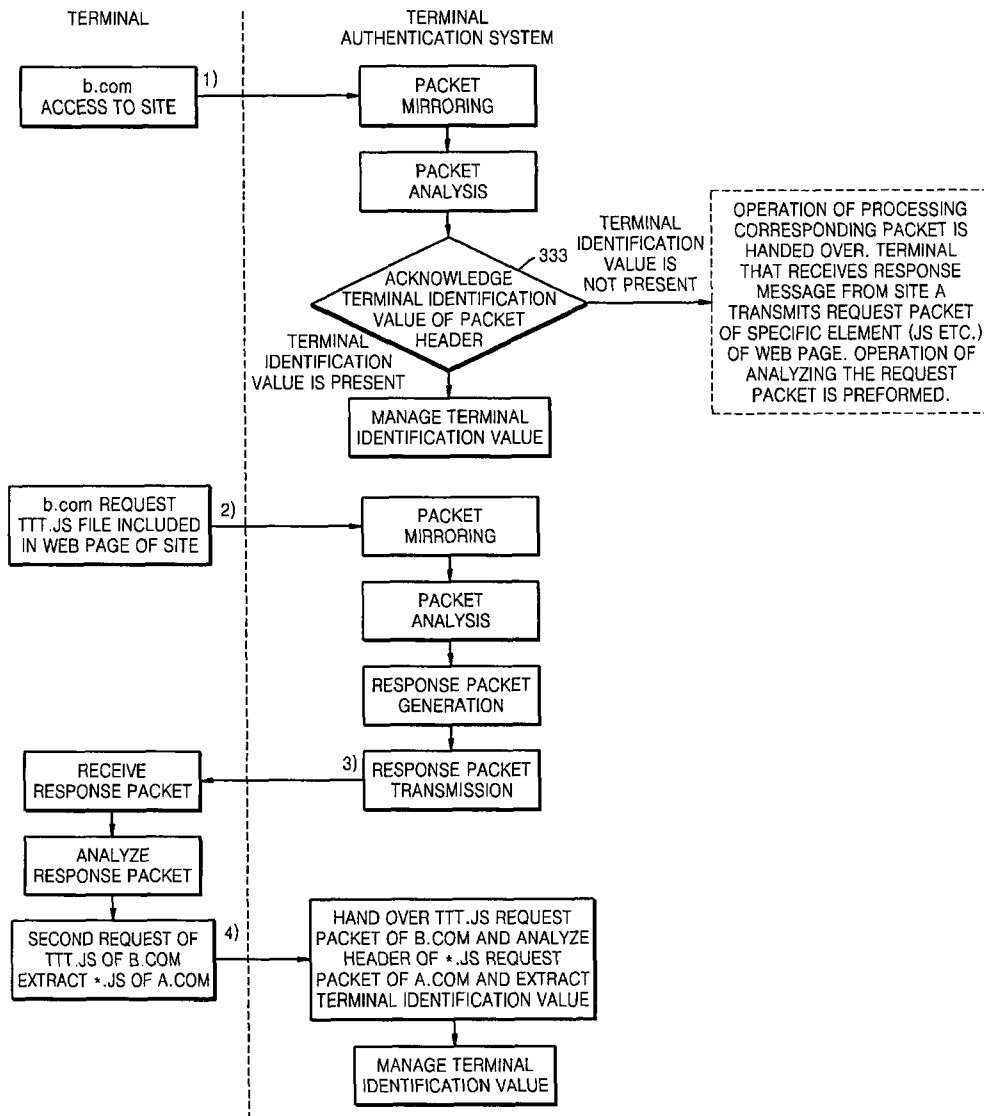 TERMINAL
TERMINAL
AUTHENTICATION SYSTEM
b.com
ACCESS TO SITE
1)
PACKET
MIRRORING
PACKET
ANALYSIS
333
ACKNOWLEDGE
TERMINAL IDENTIFICATION
VALUE OF PACKET
HEADER
TERMINAL
IDENTIFICATION
VALUE IS
NOT PRESENT
OPERATION OF PROCESSING
CORRESPONDING PACKET IS
HANDED OVER. TERMINAL
THAT RECEIVES RESPONSE
MESSAGE FROM SITE A
TRANSMITS REQUEST PACKET
OF SPECIFIC ELEMENT (JS ETC.)
OF WEB PAGE. OPERATION OF
ANALYZING THE REQUEST
PACKET IS PREFORMED.
TERMINAL
IDENTIFICATION
VALUE IS PRESENT
MANAGE TERMINAL
IDENTIFICATION VALUE
b.com REQUEST
TTT.JS FILE INCLUDED
IN WEB PAGE OF SITE
2)
PACKET
MIRRORING
PACKET
ANALYSIS
RESPONSE PACKET
GENERATION
RESPONSE PACKET
TRANSMISSION
3)
RECEIVE
RESPONSE PACKET
ANALYZE
RESPONSE PACKET
SECOND REQUEST OF
TTT.JS OF B.COM
EXTRACT *.JS OF A.COM
4)
HAND OVER TTT.JS REQUEST
PACKET OF B.COM AND ANALYZE
HEADER OF *.JS REQUEST
PACKET OF A.COM AND EXTRACT
TERMINAL IDENTIFICATION VALUE
MANAGE TERMINAL
IDENTIFICATION VALUE